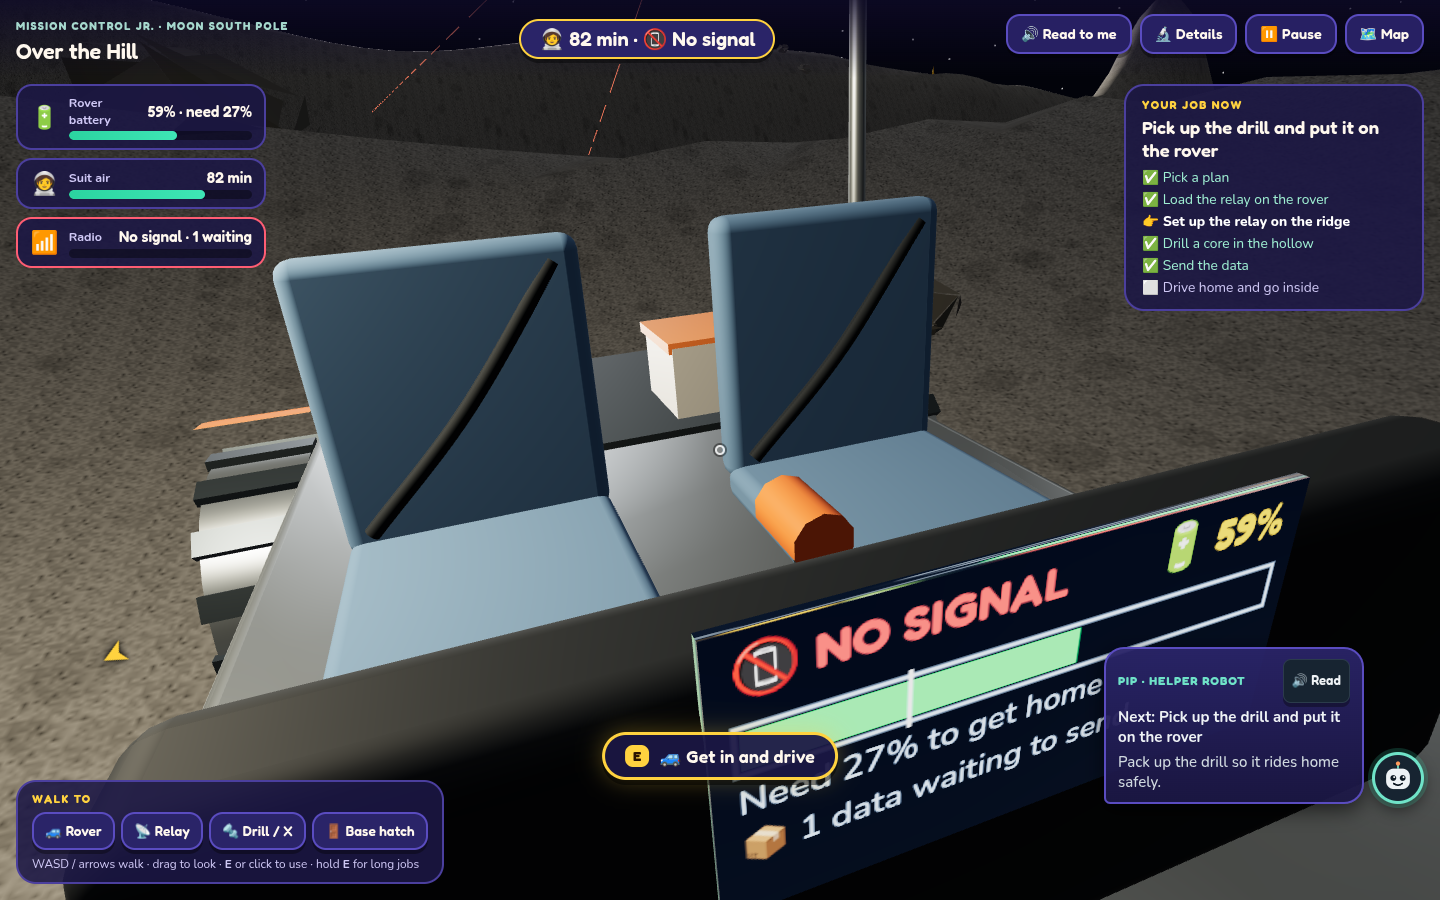 MISSION CONTROL JR. · MOON SOUTH POLE
Over the Hill
82 min · No signal
Read to me
Details
Pause
Map
Rover battery
59% · need 27%
Suit air
82 min
Radio
No signal · 1 waiting
YOUR JOB NOW
Pick up the drill and put it on
the rover
Pick a plan
Load the relay on the rover
Set up the relay on the ridge
Drill a core in the hollow
Send the data
Drive home and go inside
59%
NO SIGNAL
Need 27% to get home
1 data waiting to send
E Get in and drive
PIP · HELPER ROBOT
Read
Next: Pick up the drill and put it
on the rover
Pack up the drill so it rides home
safely.
WALK TO
Rover
Relay
Drill / X
Base hatch
WASD / arrows walk · drag to look · E or click to use · hold E for long jobs